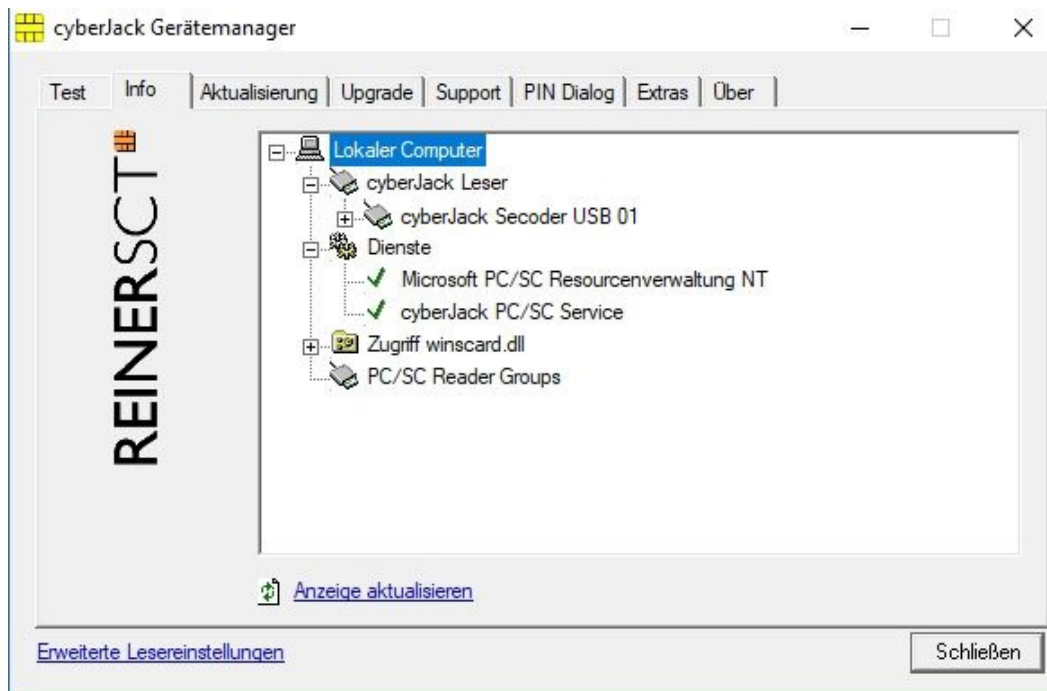 cyberJack Gerätemanager
Test Info Aktualisierung Upgrade Support PIN Dialog Extras Über
REINERSCT
Lokaler Computer
cyberJack Leser
cyberJack Secoder USB 01
Dienste
Microsoft PC/SC Resourcenverwaltung NT
cyberJack PC/SC Service
Zugriff winscard.dll
PC/SC Reader Groups
Anzeige aktualisieren
Erweiterte Lesereinstellungen
Schließen